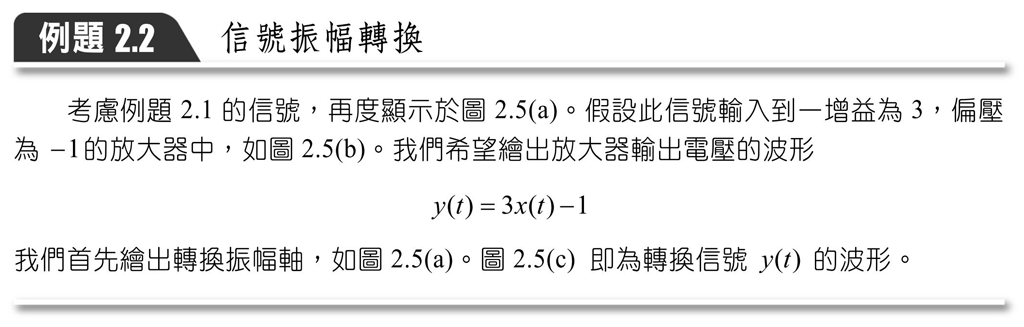 例題 2.2 信號振幅轉換
考慮例題 2.1 的信號，再度顯示於圖 2.5(a)。假設此信號輸入到一增益為 3，偏壓
為 −1的放大器中，如圖 2.5(b)。我們希望繪出放大器輸出電壓的波形
y(t) = 3x(t) − 1
我們首先繪出轉換振幅軸，如圖 2.5(a)。圖 2.5(c) 即為轉換信號 y(t) 的波形。